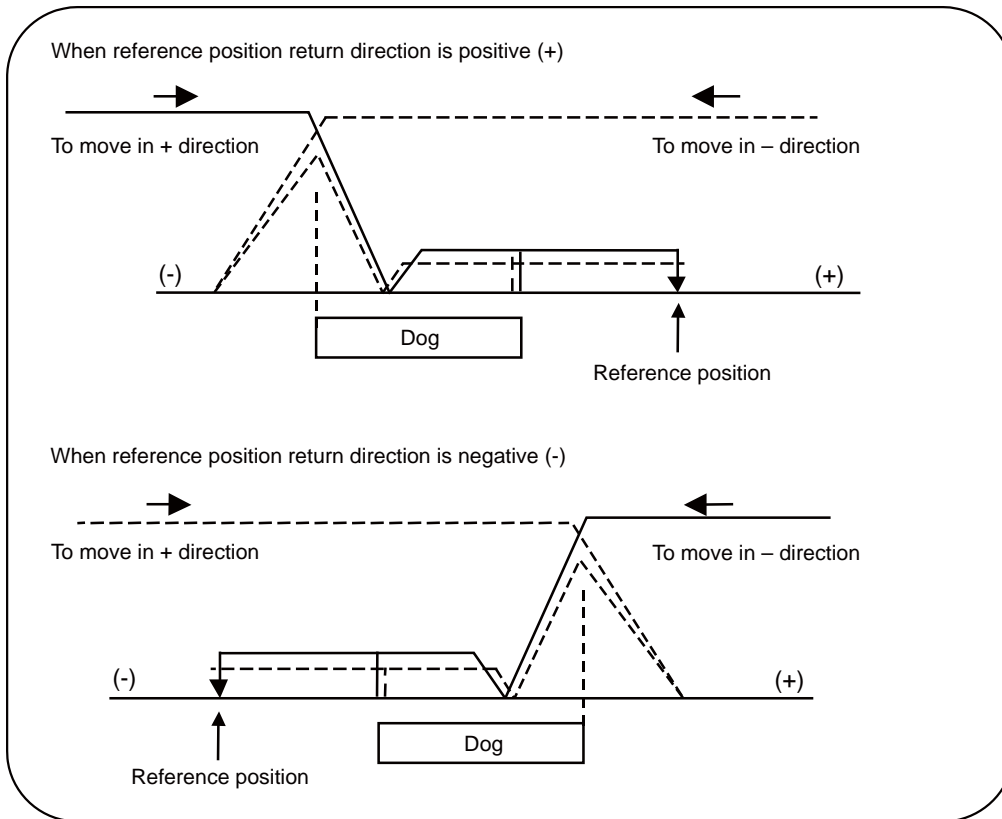 When reference position return direction is positive (+)
To move in + direction
To move in – direction
(-)
(+)
Dog
Reference position
When reference position return direction is negative (-)
To move in + direction
To move in – direction
(-)
(+)
Dog
Reference position